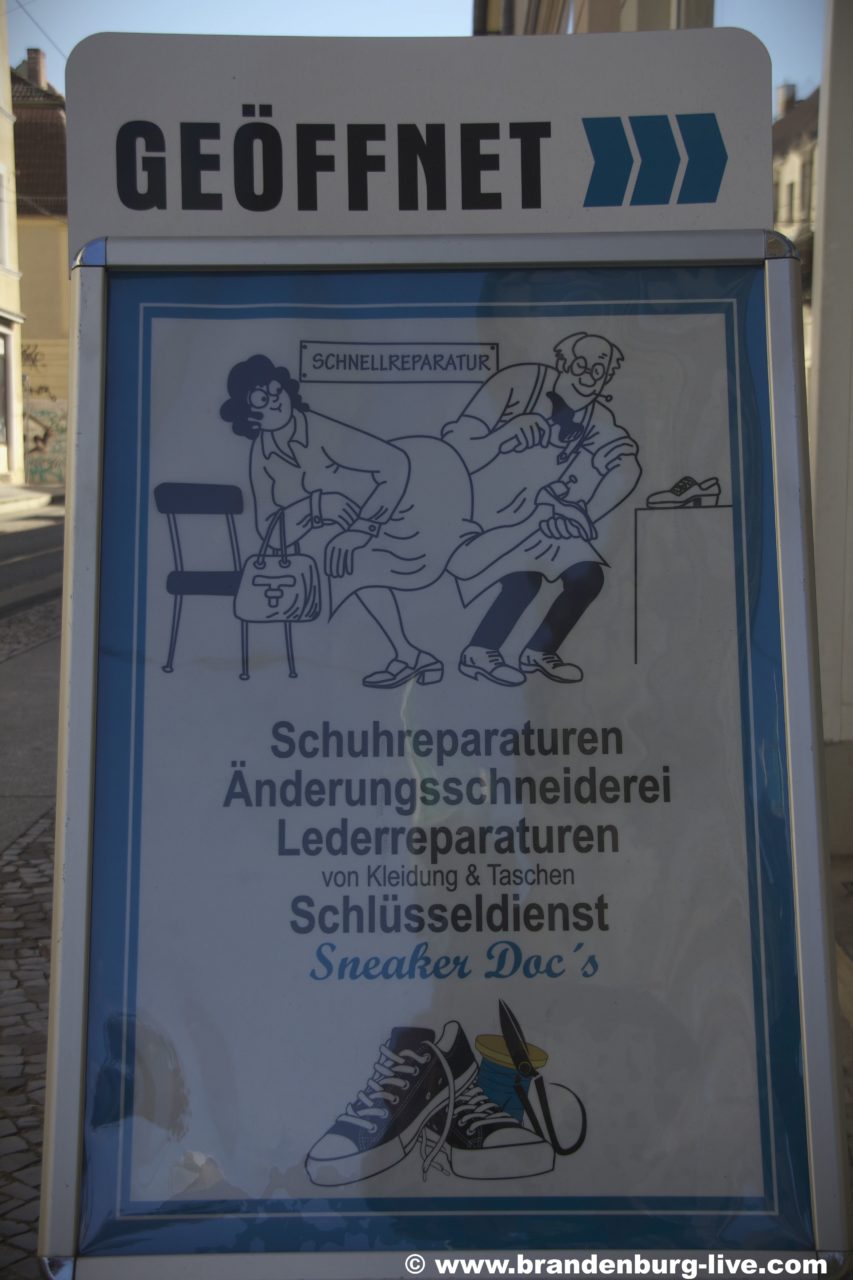 GEÖFFNET
SCHNELLREPARATUR
Schuhreparaturen
Änderungsschneiderei
Lederreparaturen
von Kleidung & Taschen
Schlüsseldienst
Sneaker Doc´s
© www.brandenburg-live.com